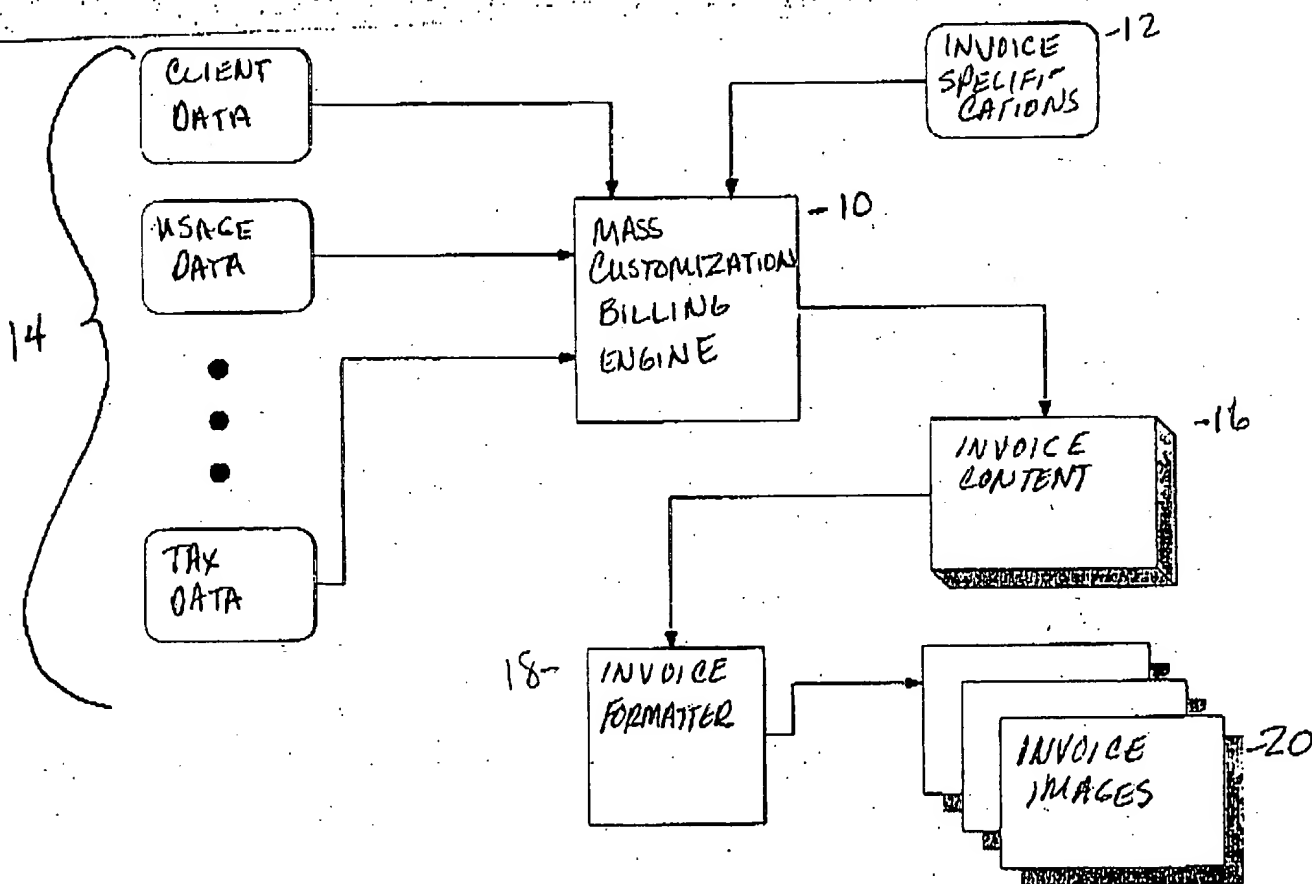 CLIENT
DATA
INVOICE
SPECIFI-
CATIONS
-12
USAGE
DATA
14
MASS
CUSTOMIZATION
BILLING
ENGINE
-10
INVOICE
CONTENT
-16
TAX
DATA
18-
INVOICE
FORMATTER
INVOICE
IMAGES
-20